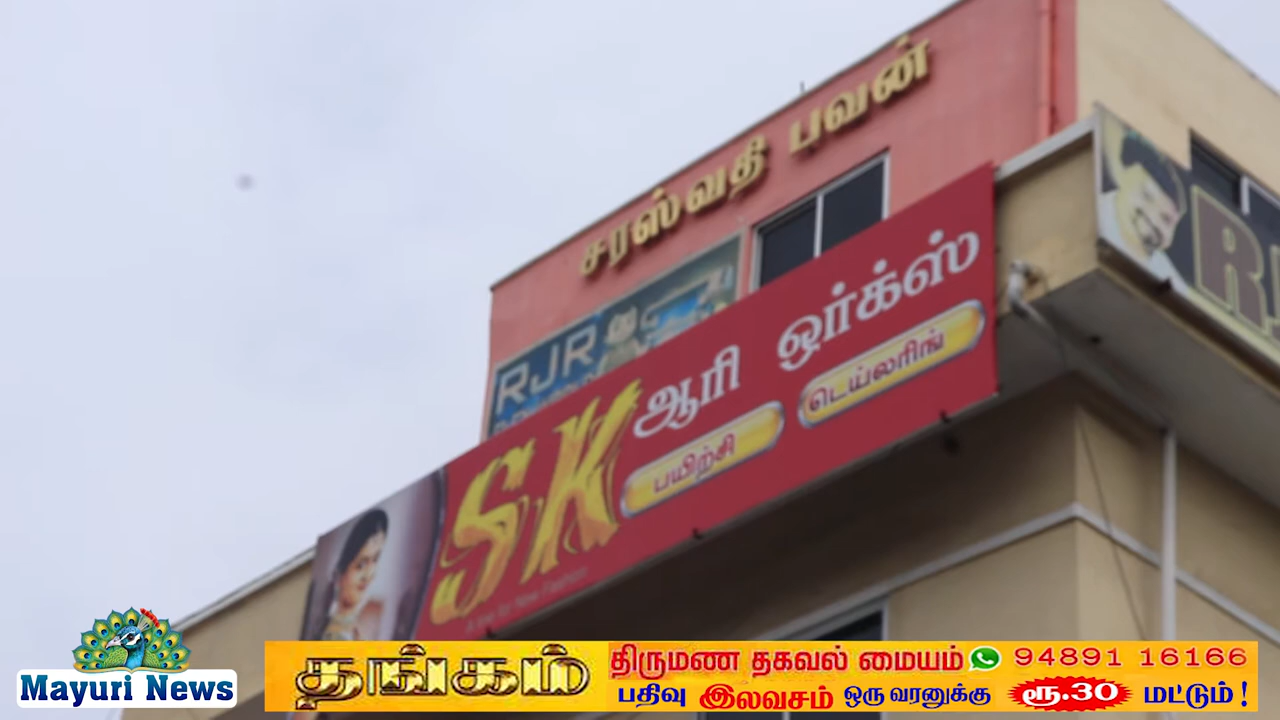 சரஸ்வதி பவன்
RJR
SK ஆரி ஒர்க்ஸ்
பயிற்சி டெய்லரிங்
Mayuri News
தங்கம் திருமண தகவல் மையம் 94891 16166
பதிவு இலவசம் ஒரு வரனுக்கு ரூ.30 மட்டும் !